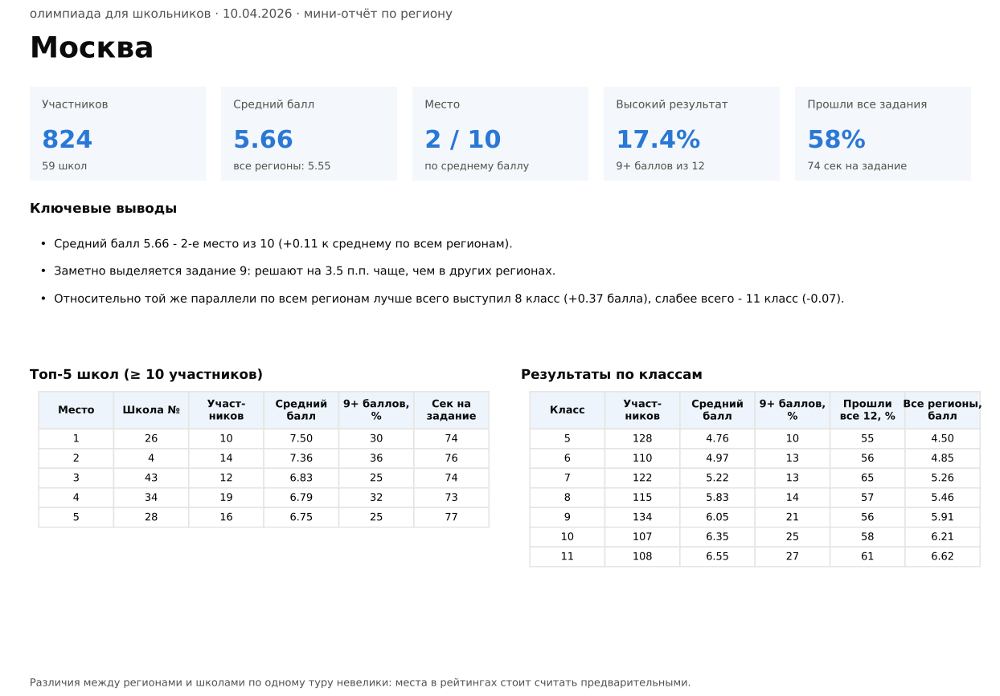 олимпиада для школьников · 10.04.2026 · мини-отчёт по региону
Москва
Участников
824
59 школ
Средний балл
5.66
все регионы: 5.55
Место
2 / 10
по среднему баллу
Высокий результат
17.4%
9+ баллов из 12
Прошли все задания
58%
74 сек на задание
Ключевые выводы
• Средний балл 5.66 - 2-е место из 10 (+0.11 к среднему по всем регионам).
• Заметно выделяется задание 9: решают на 3.5 п.п. чаще, чем в других регионах.
• Относительно той же параллели по всем регионам лучше всего выступил 8 класс (+0.37 балла), слабее всего - 11 класс (-0.07).
Топ-5 школ (≥ 10 участников)
Место Школа № Участ-ников Средний балл 9+ баллов, % Сек на задание
1 26 10 7.50 30 74
2 4 14 7.36 36 76
3 43 12 6.83 25 74
4 34 19 6.79 32 73
5 28 16 6.75 25 77
Результаты по классам
Класс Участ-ников Средний балл 9+ баллов, % Прошли все 12, % Все регионы, балл
5 128 4.76 10 55 4.50
6 110 4.97 13 56 4.85
7 122 5.22 13 65 5.26
8 115 5.83 14 57 5.46
9 134 6.05 21 56 5.91
10 107 6.35 25 58 6.21
11 108 6.55 27 61 6.62
Различия между регионами и школами по одному туру невелики: места в рейтингах стоит считать предварительными.